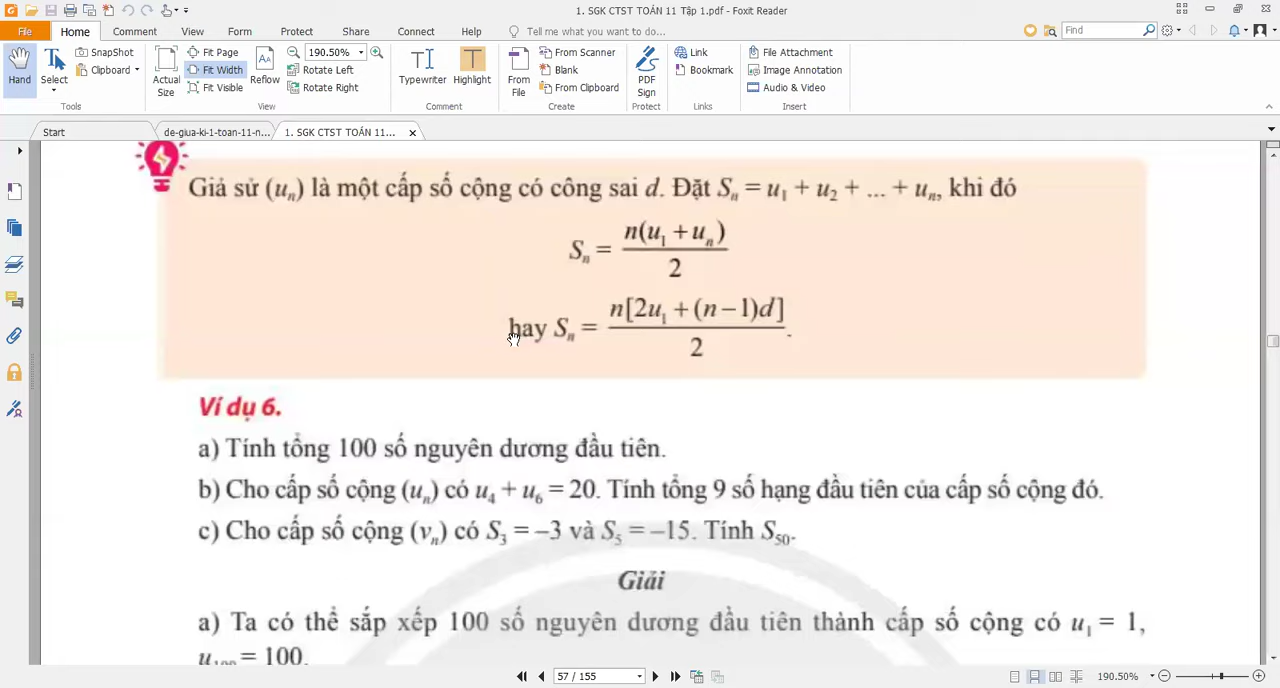 1. SGK CTST TOÁN 11 Tập 1.pdf - Foxit Reader
File Home Comment View Form Protect Share Connect Help Tell me what you want to do... Find
SnapShot Fit Page 190.50% From Scanner Link File Attachment
Hand Select Clipboard Actual Size Fit Width Reflow Rotate Left Typewriter Highlight From File Blank PDF Sign Bookmark Image Annotation
Fit Visible Rotate Right From Clipboard Audio & Video
Tools View Comment Create Protect Links Insert
Start de-giua-ki-1-toan-11-n... 1. SGK CTST TOÁN 11...
Giả sử (uₙ) là một cấp số cộng có công sai d. Đặt Sₙ = u₁ + u₂ + ... + uₙ, khi đó
Sₙ = n(u₁ + uₙ)/2
hay Sₙ = n[2u₁ + (n − 1)d]/2.
Ví dụ 6.
a) Tính tổng 100 số nguyên dương đầu tiên.
b) Cho cấp số cộng (uₙ) có u₄ + u₆ = 20. Tính tổng 9 số hạng đầu tiên của cấp số cộng đó.
c) Cho cấp số cộng (vₙ) có S₃ = –3 và S₅ = –15. Tính S₅₀.
Giải
a) Ta có thể sắp xếp 100 số nguyên dương đầu tiên thành cấp số cộng có u₁ = 1,
u₁₀₀ = 100.
57 / 155 190.50%